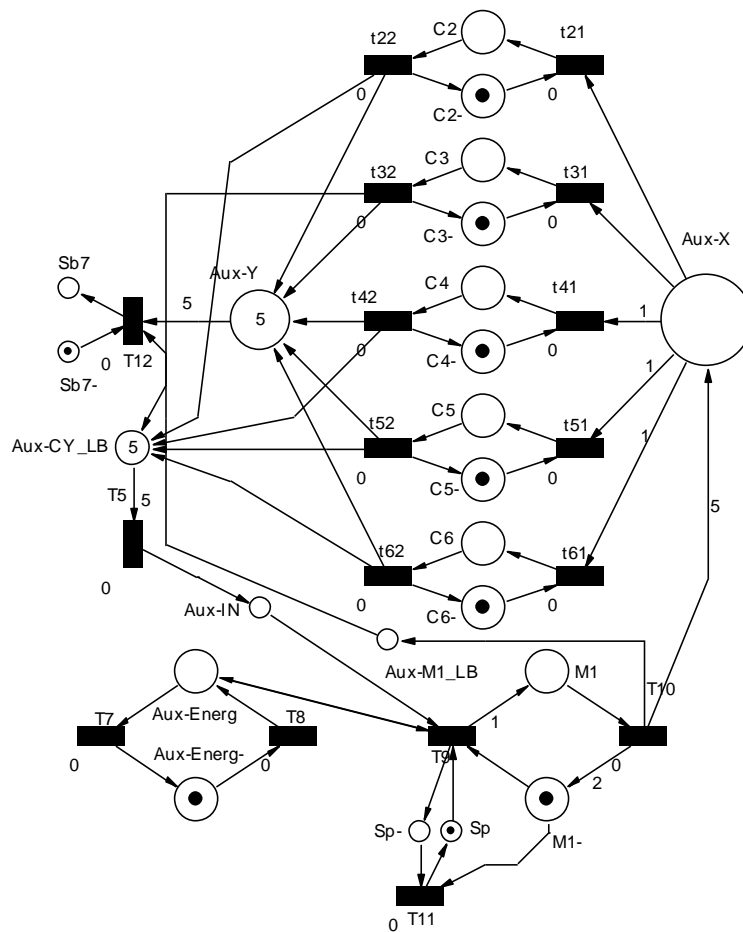 C2
t21
t22
0
0
C2-
C3
t31
t32
0
0
C3-
Aux-X
Sb7
Aux-Y
C4
t41
t42
5
5
1
T12
0
0
0
C4-
Sb7-
1
C5
t51
t52
1
Aux-CY_LB
5
T5
5
0
0
C5-
5
C6
t61
t62
0
0
0
C6-
Aux-IN
Aux-M1_LB
M1
T10
Aux-Energ
T7
T8
1
Aux-Energ-
T9
0
0
0
2
Sp-
Sp
M1-
0
T11